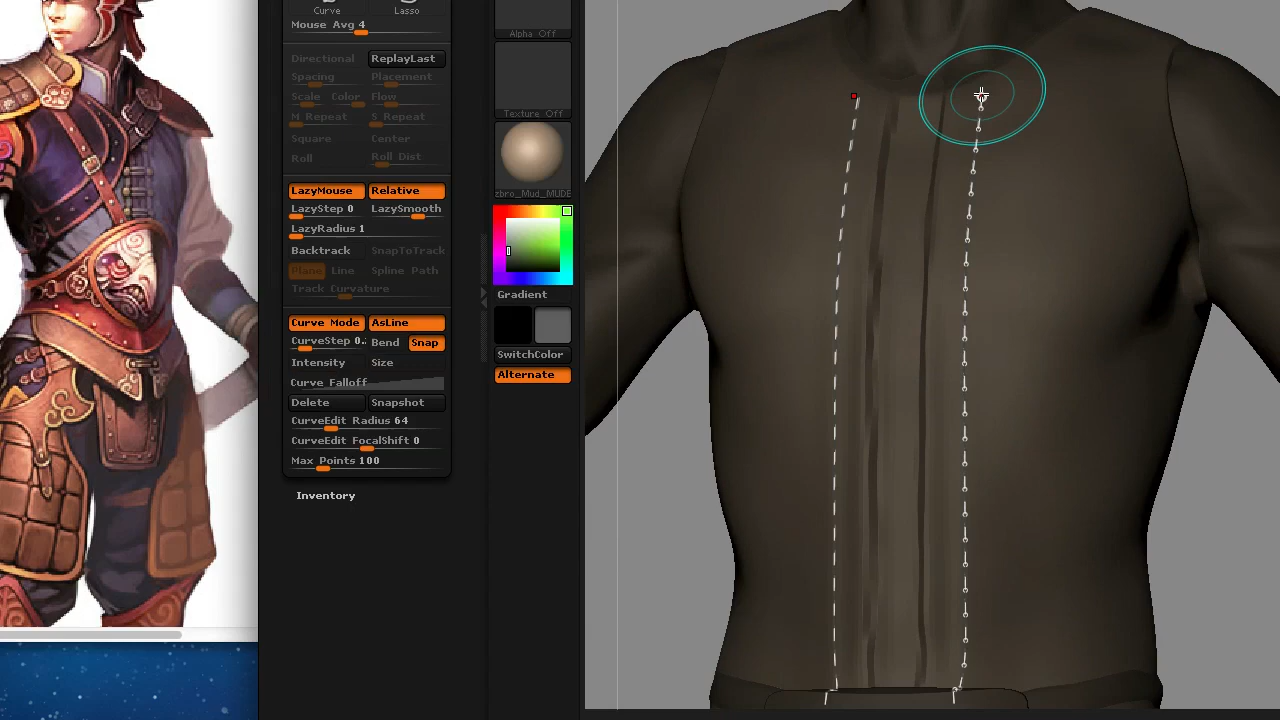 Curve Lasso
Mouse Avg 4
Directional ReplayLast
Spacing Placement
Scale Color Flow
M Repeat S Repeat
Square Center
Roll Roll Dist
LazyMouse Relative
LazyStep 0 LazySmooth
LazyRadius 1
Backtrack SnapToTrack
Plane Line Spline Path
Track Curvature
Curve Mode AsLine
CurveStep 0. Bend Snap
Intensity Size
Curve Falloff
Delete Snapshot
CurveEdit Radius 64
CurveEdit FocalShift 0
Max Points 100
Inventory
Alpha Off
Texture Off
zbro_Mud_MUDE
Gradient
SwitchColor
Alternate